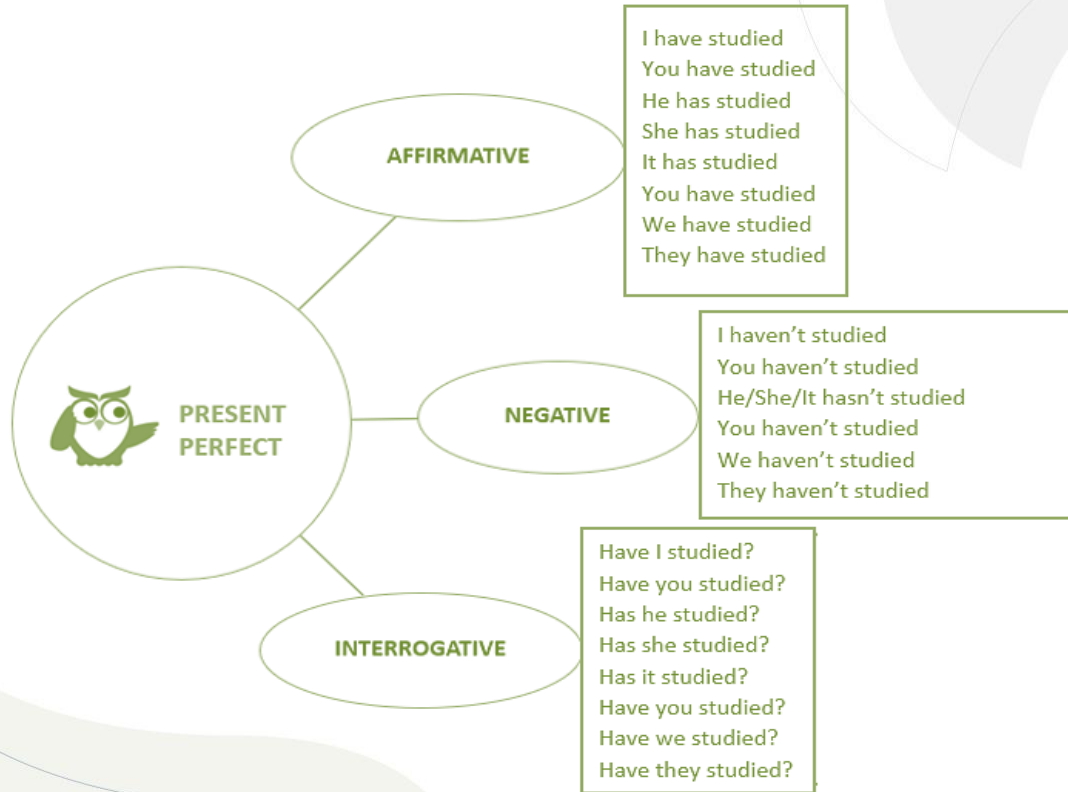 PRESENT
PERFECT
AFFIRMATIVE
I have studied
You have studied
He has studied
She has studied
It has studied
You have studied
We have studied
They have studied
NEGATIVE
I haven’t studied
You haven’t studied
He/She/It hasn’t studied
You haven’t studied
We haven’t studied
They haven’t studied
INTERROGATIVE
Have I studied?
Have you studied?
Has he studied?
Has she studied?
Has it studied?
Have you studied?
Have we studied?
Have they studied?